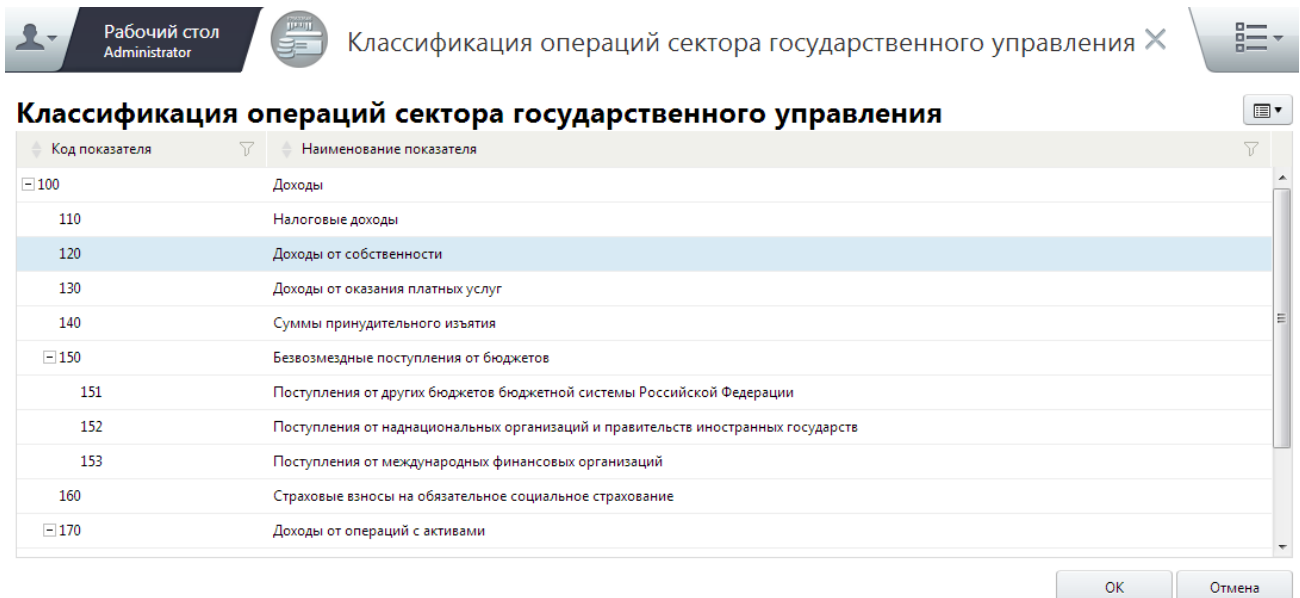 Рабочий стол
Administrator
Классификация операций сектора государственного управления
Классификация операций сектора государственного управления
Код показателя Наименование показателя
100 Доходы
110 Налоговые доходы
120 Доходы от собственности
130 Доходы от оказания платных услуг
140 Суммы принудительного изъятия
150 Безвозмездные поступления от бюджетов
151 Поступления от других бюджетов бюджетной системы Российской Федерации
152 Поступления от наднациональных организаций и правительств иностранных государств
153 Поступления от международных финансовых организаций
160 Страховые взносы на обязательное социальное страхование
170 Доходы от операций с активами
ОК Отмена